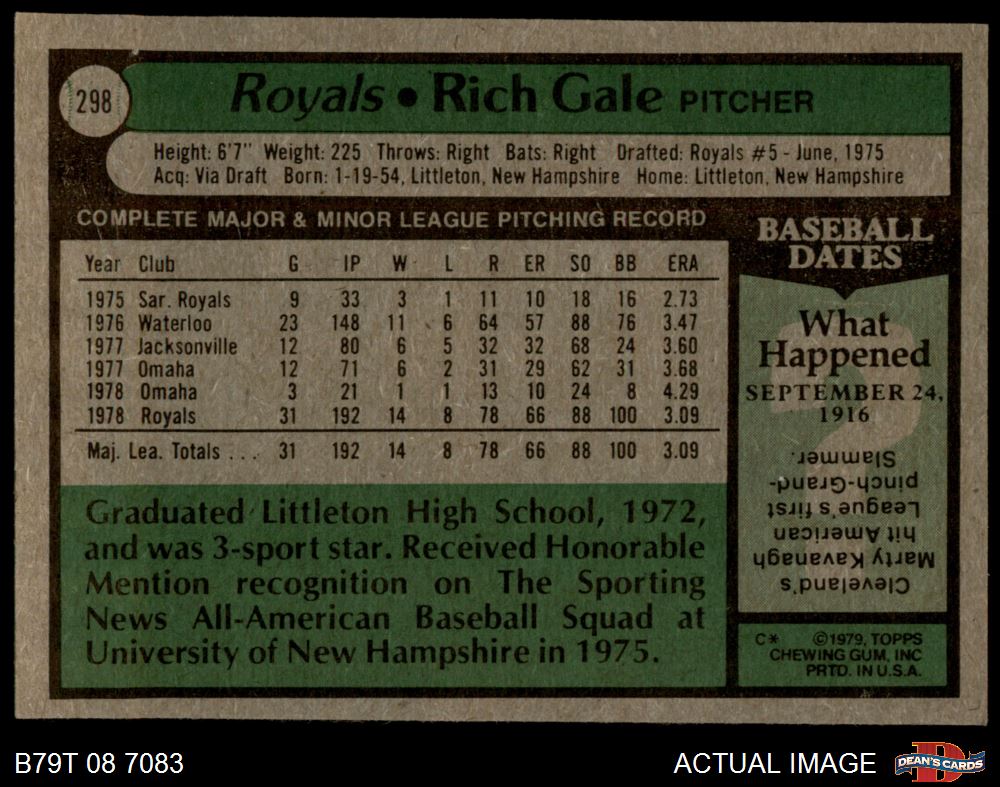 298
Royals • Rich Gale PITCHER
Height: 6'7" Weight: 225 Throws: Right Bats: Right Drafted: Royals #5 - June, 1975
Acq: Via Draft Born: 1-19-54, Littleton, New Hampshire Home: Littleton, New Hampshire
COMPLETE MAJOR & MINOR LEAGUE PITCHING RECORD
Year Club G IP W L R ER SO BB ERA
1975 Sar. Royals 9 33 3 1 11 10 18 16 2.73
1976 Waterloo 23 148 11 6 64 57 88 76 3.47
1977 Jacksonville 12 80 6 5 32 32 68 24 3.60
1977 Omaha 12 71 6 2 31 29 62 31 3.68
1978 Omaha 3 21 1 1 13 10 24 8 4.29
1978 Royals 31 192 14 8 78 66 88 100 3.09
Maj. Lea. Totals . . . 31 192 14 8 78 66 88 100 3.09
Graduated Littleton High School, 1972,
and was 3-sport star. Received Honorable
Mention recognition on The Sporting
News All-American Baseball Squad at
University of New Hampshire in 1975.
BASEBALL
DATES
What
Happened
SEPTEMBER 24,
1916
Cleveland's
Marty Kavanagh
hit American
League's first
pinch-Grand-
Slammer.
C* ©1979, TOPPS
CHEWING GUM, INC
PRTD. IN U.S.A.
B79T 08 7083
ACTUAL IMAGE
D
DEAN'S CARDS